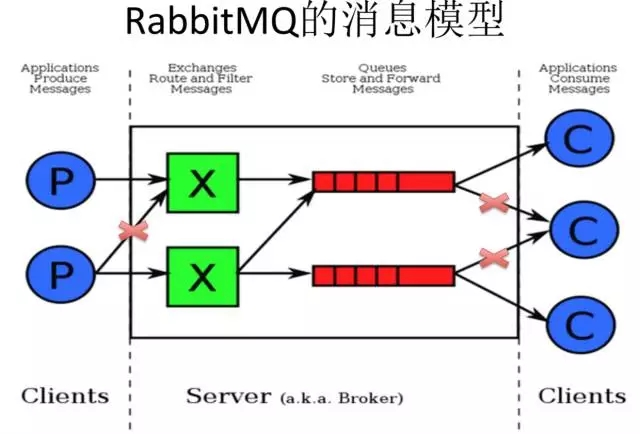 RabbitMQ的消息模型
Applications
Produce
Messages
Exchanges
Route and Filter
Messages
Queues
Store and Forward
Messages
Applications
Consume
Messages
P
X
C
P
X
C
C
Clients
Server (a.k.a. Broker)
Clients